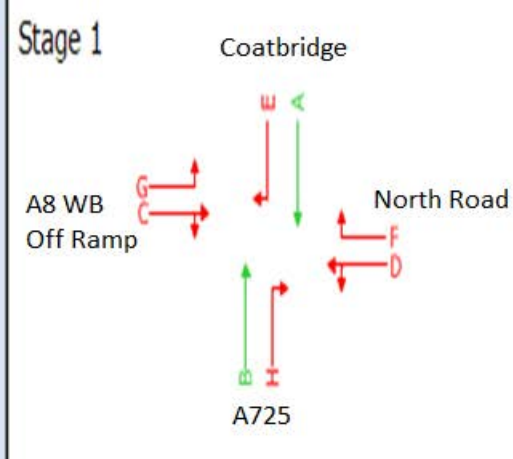 Stage 1
Coatbridge
E A
G
C
A8 WB
Off Ramp
North Road
F
D
B H
A725